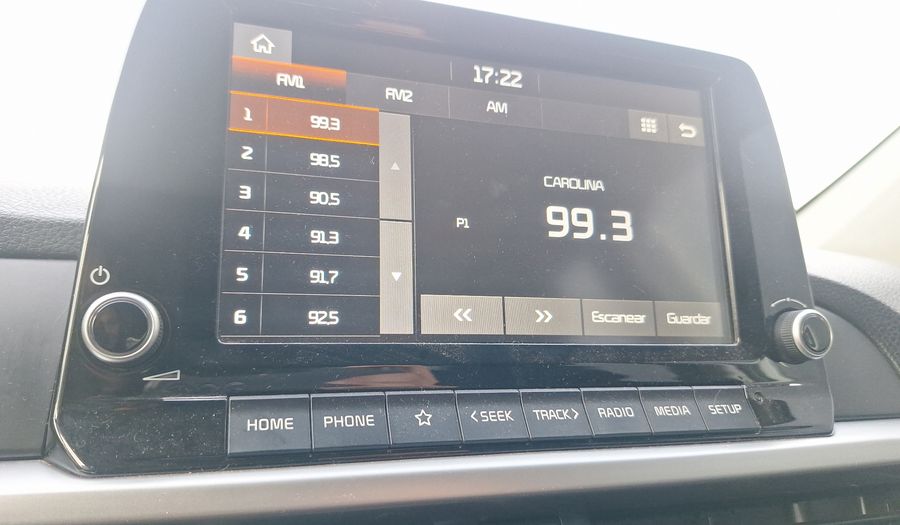 17:22
FM1
FM2
AM
1 99.3
2 98.5
3 90.5
4 91.3
5 91.7
6 92.5
CAROLINA
P1
99.3
Escanear
Guardar
HOME
PHONE
<SEEK
TRACK>
RADIO
MEDIA
SETUP